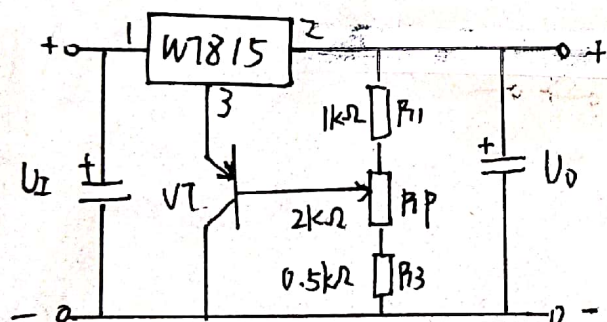 + 1 W7815 2 +
3
1kΩ R1
UI + VT 2kΩ RP + UO
0.5kΩ R3
- -